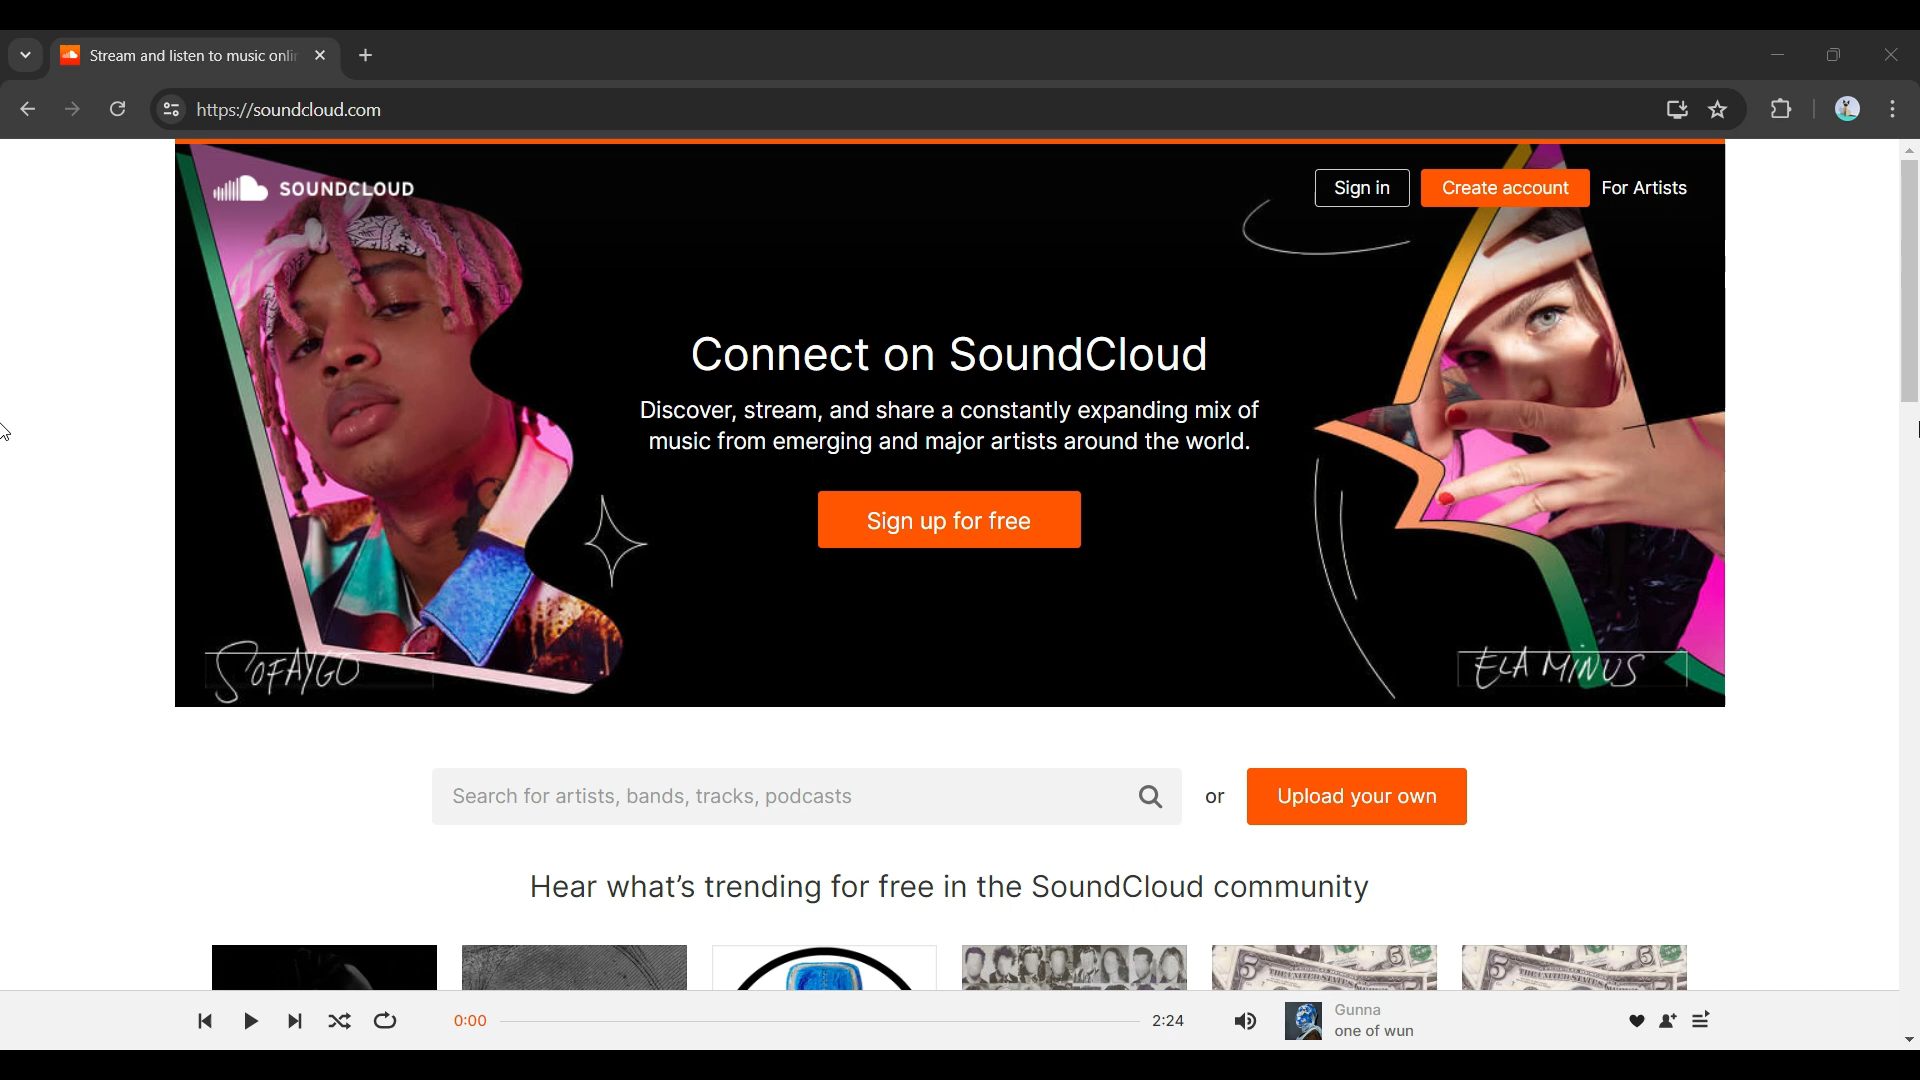 Stream and listen to music onlin
https://soundcloud.com
SOUNDCLOUD
Sign in
Create account
For Artists
Connect on SoundCloud
Discover, stream, and share a constantly expanding mix of
music from emerging and major artists around the world.
Sign up for free
SOFAYGO
ELA MINUS
Search for artists, bands, tracks, podcasts
or
Upload your own
Hear what’s trending for free in the SoundCloud community
0:00
2:24
Gunna
one of wun